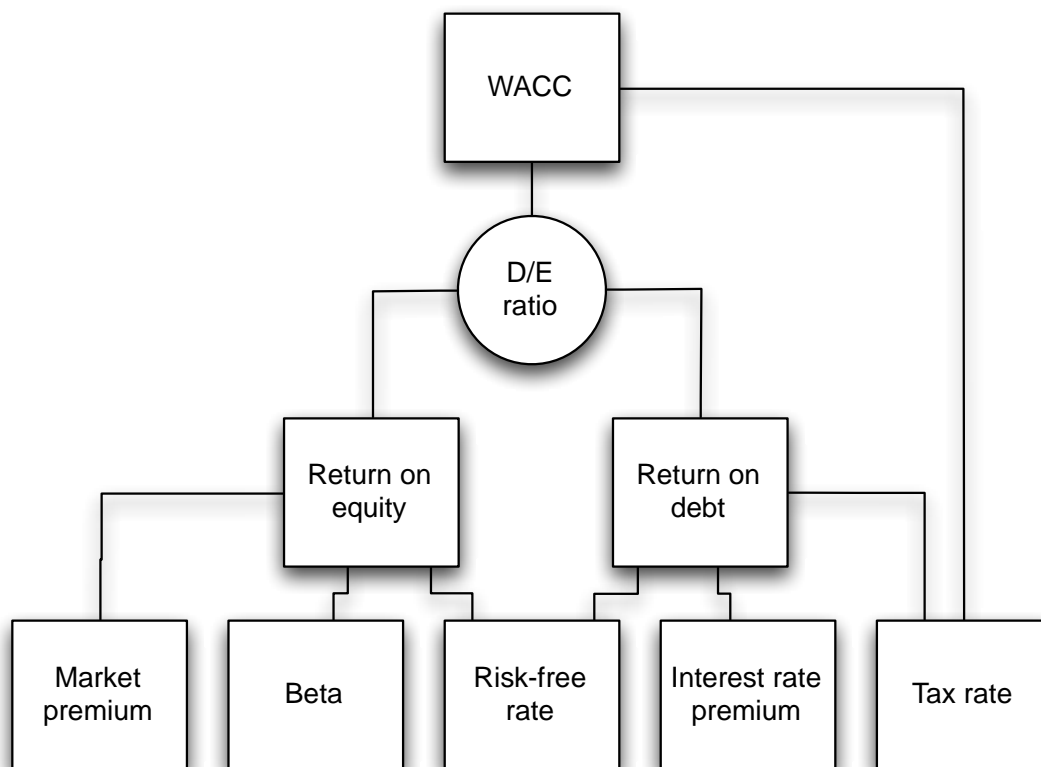 WACC
D/E
ratio
Return on
equity
Return on
debt
Market
premium
Beta
Risk-free
rate
Interest rate
premium
Tax rate